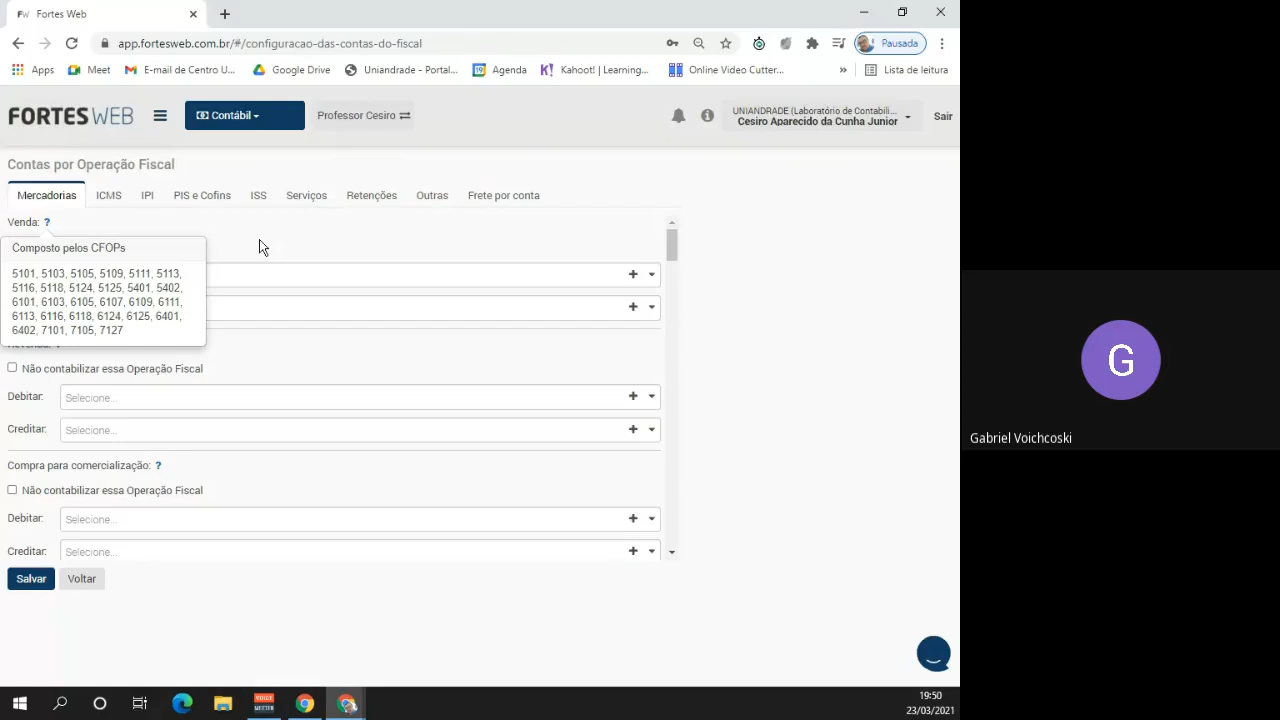 Fortes Web
app.fortesweb.com.br/#/configuracao-das-contas-do-fiscal
Pausada
Apps
Meet
E-mail de Centro U...
Google Drive
Uniandrade - Portal...
Agenda
Kahoot! | Learning...
Online Video Cutter...
»
Lista de leitura
FORTES WEB
Contábil
Professor Cesiro
UNIANDRADE (Laboratório de Contabili...
Cesiro Aparecido da Cunha Junior
Sair
Contas por Operação Fiscal
Mercadorias
ICMS
IPI
PIS e Cofins
ISS
Serviços
Retenções
Outras
Frete por conta
Venda: ?
Composto pelos CFOPs
5101, 5103, 5105, 5109, 5111, 5113,
5116, 5118, 5124, 5125, 5401, 5402,
6101, 6103, 6105, 6107, 6109, 6111,
6113, 6116, 6118, 6124, 6125, 6401,
6402, 7101, 7105, 7127
Não contabilizar essa Operação Fiscal
Debitar: Selecione...
Creditar: Selecione...
Compra para comercialização: ?
Não contabilizar essa Operação Fiscal
Debitar: Selecione...
Creditar: Selecione...
Salvar
Voltar
G
Gabriel Voichcoski
VOICE
MEETER
19:50
23/03/2021